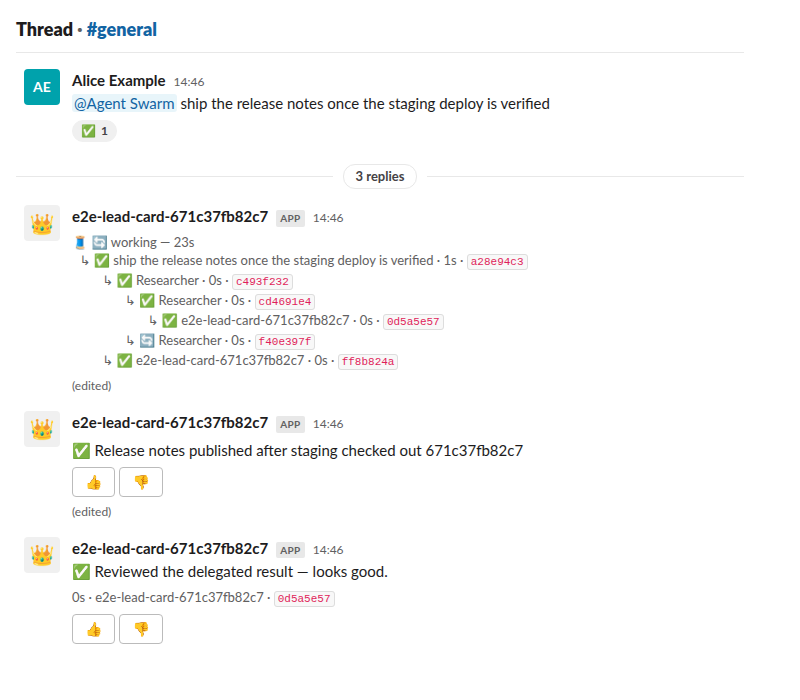 Thread · #general
AE
Alice Example 14:46
@Agent Swarm ship the release notes once the staging deploy is verified
✅ 1
3 replies
e2e-lead-card-671c37fb82c7 APP 14:46
🧵 🔄 working — 23s
↳ ✅ ship the release notes once the staging deploy is verified · 1s · a28e94c3
↳ ✅ Researcher · 0s · c493f232
↳ ✅ Researcher · 0s · cd4691e4
↳ ✅ e2e-lead-card-671c37fb82c7 · 0s · 0d5a5e57
↳ 🔄 Researcher · 0s · f40e397f
↳ ✅ e2e-lead-card-671c37fb82c7 · 0s · ff8b824a
(edited)
e2e-lead-card-671c37fb82c7 APP 14:46
✅ Release notes published after staging checked out 671c37fb82c7
👍 👎
(edited)
e2e-lead-card-671c37fb82c7 APP 14:46
✅ Reviewed the delegated result — looks good.
0s · e2e-lead-card-671c37fb82c7 · 0d5a5e57
👍 👎